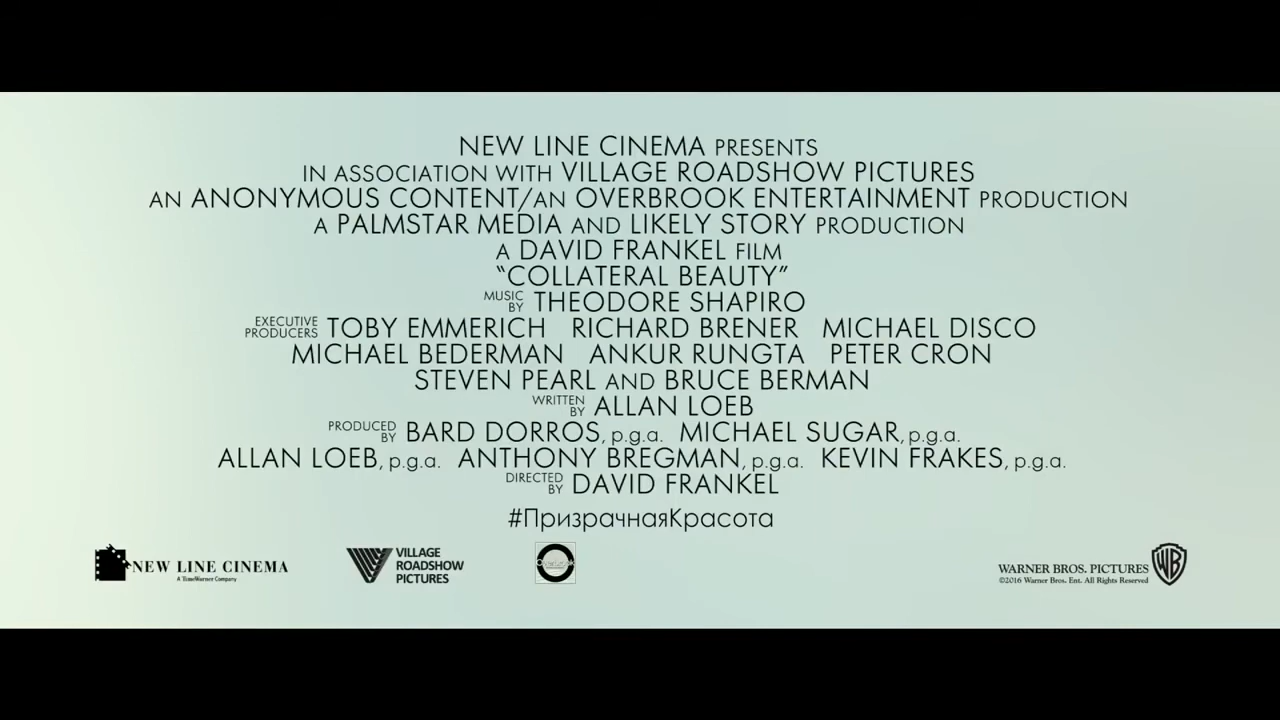 NEW LINE CINEMA PRESENTS
IN ASSOCIATION WITH VILLAGE ROADSHOW PICTURES
AN ANONYMOUS CONTENT/AN OVERBROOK ENTERTAINMENT PRODUCTION
A PALMSTAR MEDIA AND LIKELY STORY PRODUCTION
A DAVID FRANKEL FILM
“COLLATERAL BEAUTY”
MUSIC BY THEODORE SHAPIRO
EXECUTIVE PRODUCERS TOBY EMMERICH RICHARD BRENER MICHAEL DISCO
MICHAEL BEDERMAN ANKUR RUNGTA PETER CRON
STEVEN PEARL AND BRUCE BERMAN
WRITTEN BY ALLAN LOEB
PRODUCED BY BARD DORROS, p.g.a. MICHAEL SUGAR, p.g.a.
ALLAN LOEB, p.g.a. ANTHONY BREGMAN, p.g.a. KEVIN FRAKES, p.g.a.
DIRECTED BY DAVID FRANKEL
#ПризрачнаяКрасота
NEW LINE CINEMA
A TimeWarner Company
VILLAGE
ROADSHOW
PICTURES
WARNER BROS. PICTURES
©2016 Warner Bros. Ent. All Rights Reserved
WB